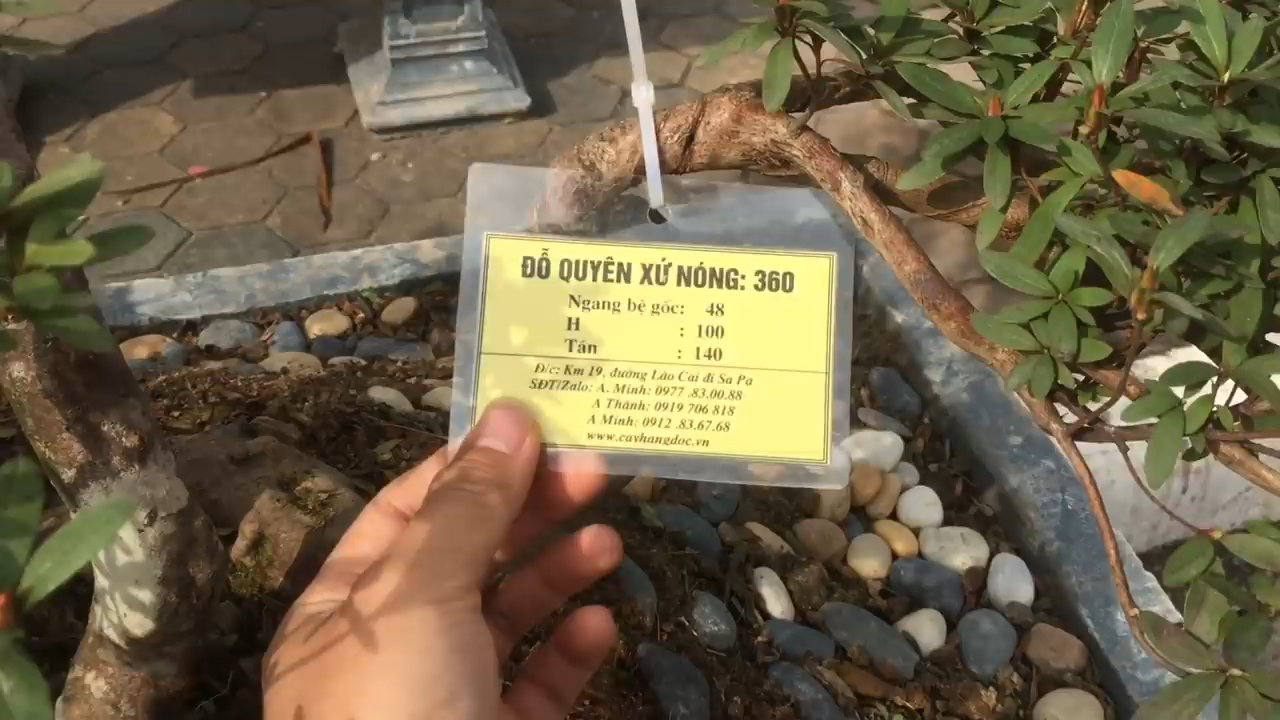 ĐỖ QUYÊN XỨ NÓNG: 360
Ngang bệ gốc: 48
H : 100
Tán : 140
Đ/c: Km 19, đường Lào Cai đi Sa Pa
SĐT/Zalo: A. Minh: 0977 .83.00.88
A Thành: 0919 706 818
A Minh: 0912 .83.67.68
www.cayhangdoc.vn